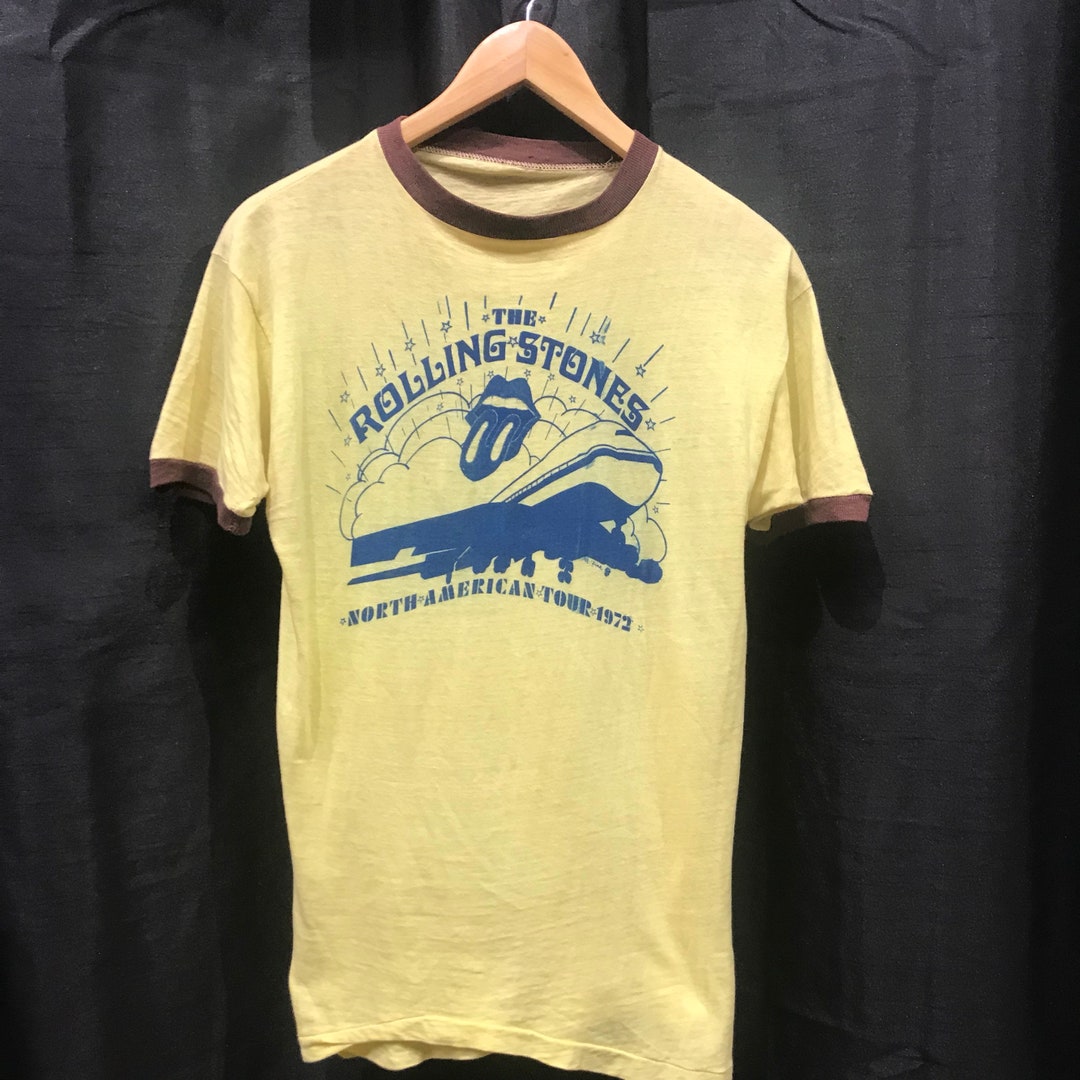 THE
ROLLING STONES
NORTH AMERICAN TOUR 1972